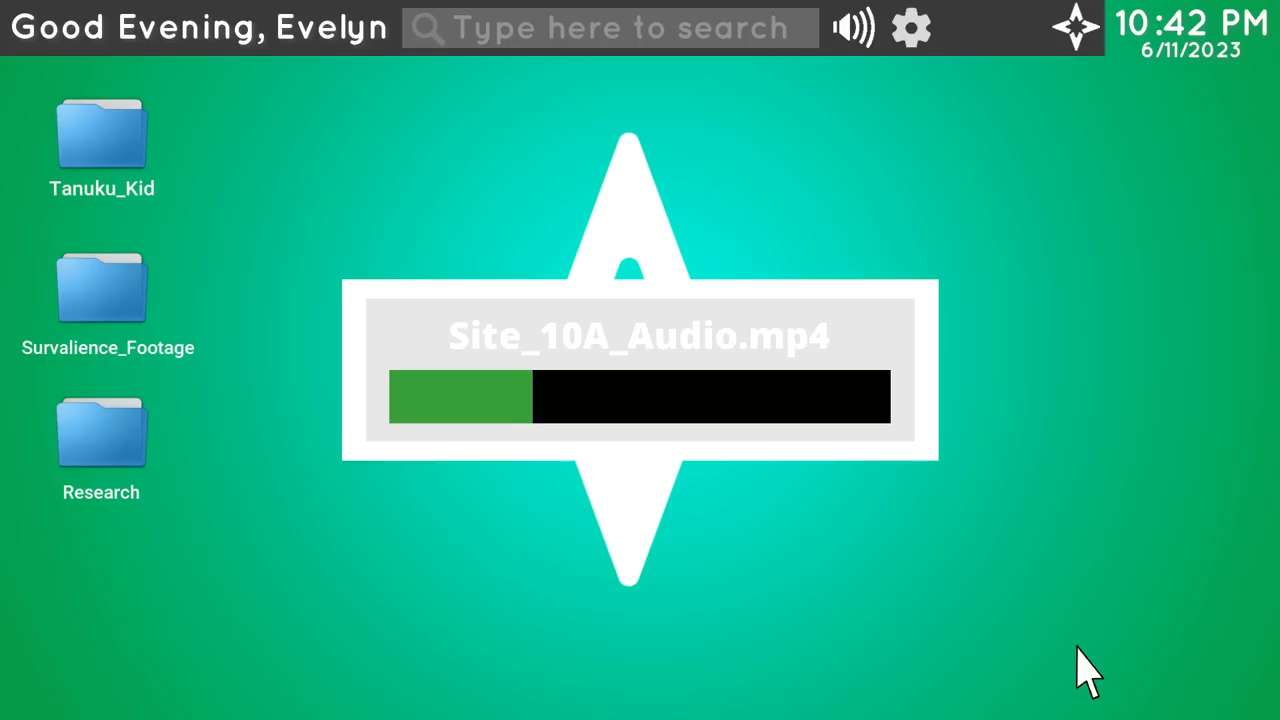 Good Evening, Evelyn
Type here to search
10:42 PM
6/11/2023
Tanuku_Kid
Survalience_Footage
Research
Site_10A_Audio.mp4